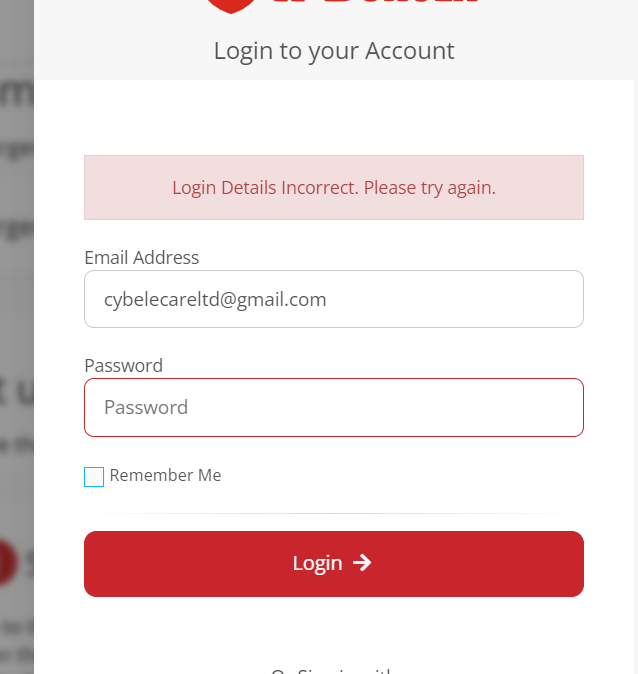 Login to your Account
Login Details Incorrect. Please try again.
Email Address
cybelecareltd@gmail.com
Password
Password
Remember Me
Login